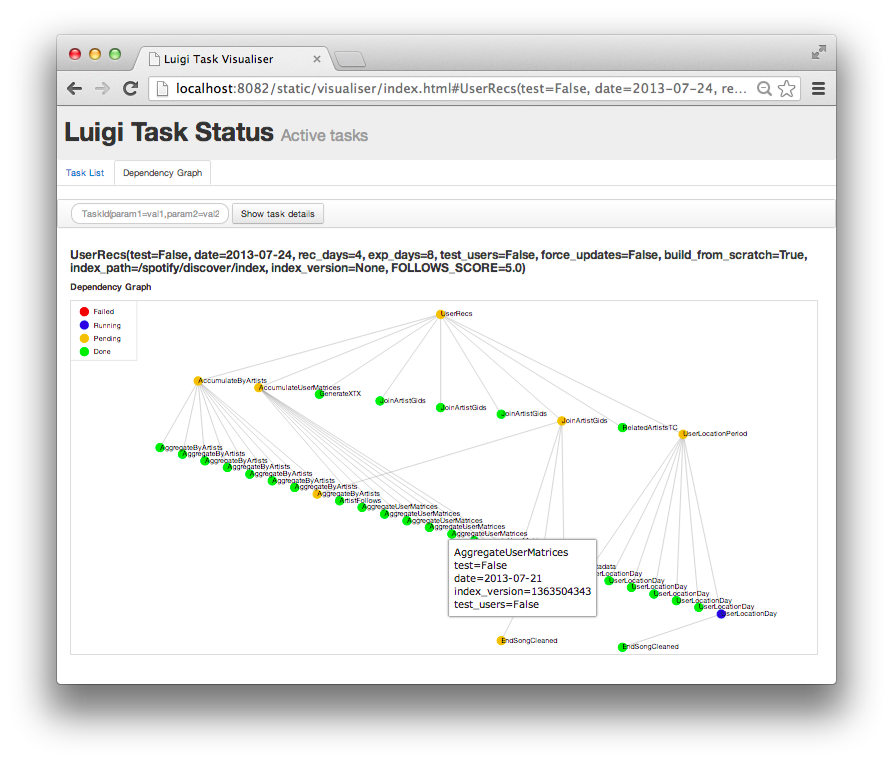 Luigi Task Visualiser
localhost:8082/static/visualiser/index.html#UserRecs(test=False, date=2013-07-24, re...
Luigi Task Status Active tasks
Task List Dependency Graph
TaskId(param1=val1,param2=val2 Show task details
UserRecs(test=False, date=2013-07-24, rec_days=4, exp_days=8, test_users=False, force_updates=False, build_from_scratch=True,
index_path=/spotify/discover/index, index_version=None, FOLLOWS_SCORE=5.0)
Dependency Graph
Failed
Running
Pending
Done
UserRecs
AccumulateByArtists
AccumulateUserMatrices
GenerateXTX
JoinArtistGids
JoinArtistGids
JoinArtistGids
JoinArtistGids
RelatedArtistsTC
UserLocationPeriod
AggregateByArtists
AggregateByArtists
AggregateByArtists
AggregateByArtists
AggregateByArtists
AggregateByArtists
AggregateByArtists
AggregateByArtists
ArtistFollows
AggregateUserMatrices
AggregateUserMatrices
AggregateUserMatrices
AggregateUserMatrices
AggregateUserMatrices
AggregateUserMatrices
test=False
date=2013-07-21
index_version=1363504343
test_users=False
UserLocationDay
UserLocationDay
UserLocationDay
UserLocationDay
UserLocationDay
UserLocationDay
EndSongCleaned
EndSongCleaned